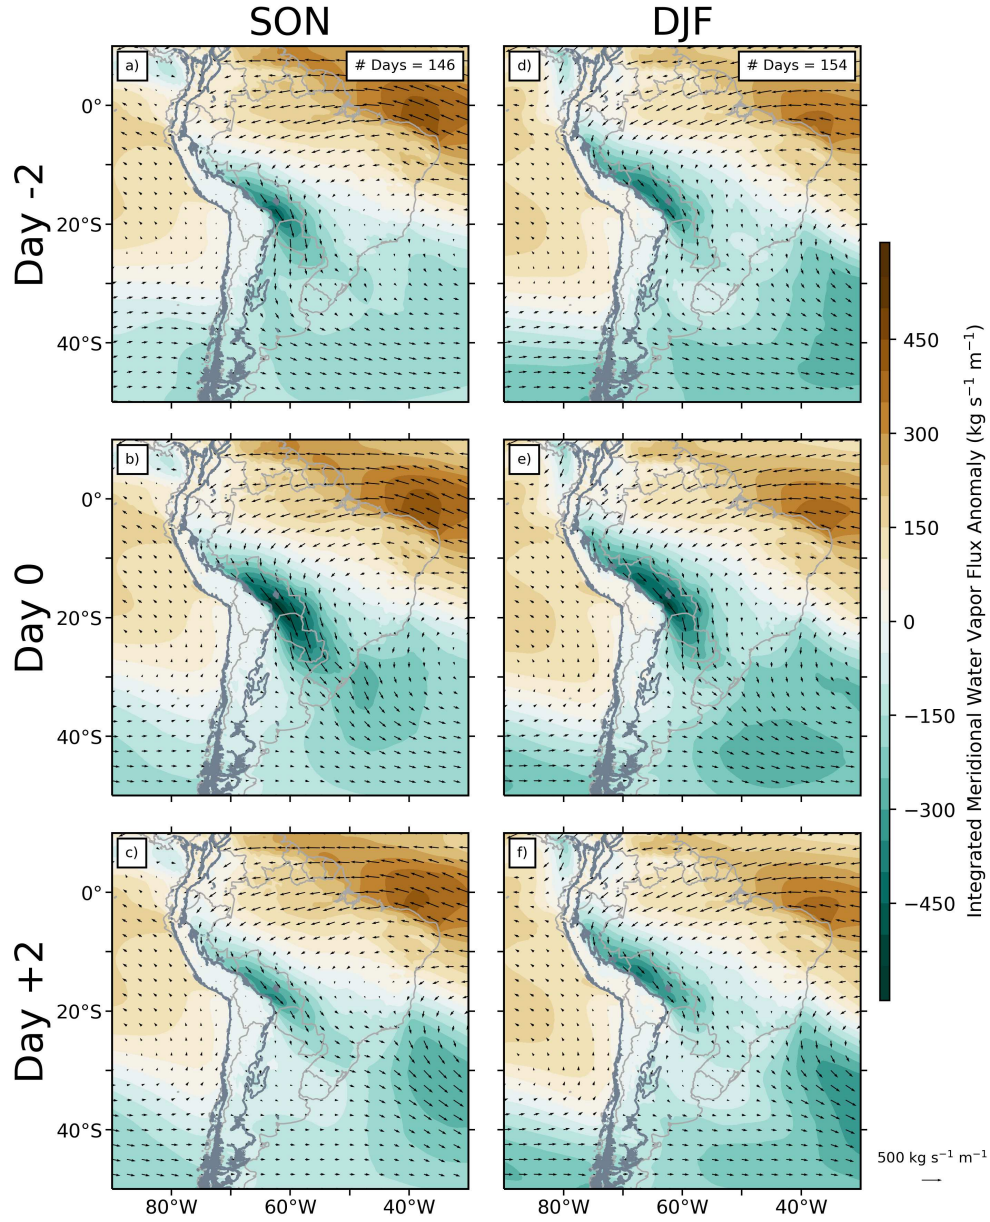 SON DJF
Day -2
a) # Days = 146
d) # Days = 154
0°
20°S
40°S
Day 0
b)
e)
0°
20°S
40°S
Day +2
c)
f)
0°
20°S
40°S
80°W 60°W 40°W 80°W 60°W 40°W
450
300
150
0
−150
−300
−450
Integrated Meridional Water Vapor Flux Anomaly (kg s⁻¹ m⁻¹)
500 kg s⁻¹ m⁻¹